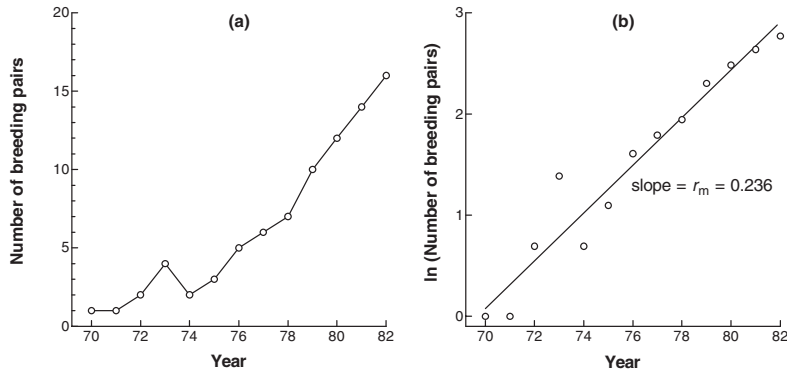 (a)
Number of breeding pairs
20
15
10
5
0
70 72 74 76 78 80 82
Year
(b)
ln (Number of breeding pairs)
3
2
1
0
slope = rm = 0.236
70 72 74 76 78 80 82
Year